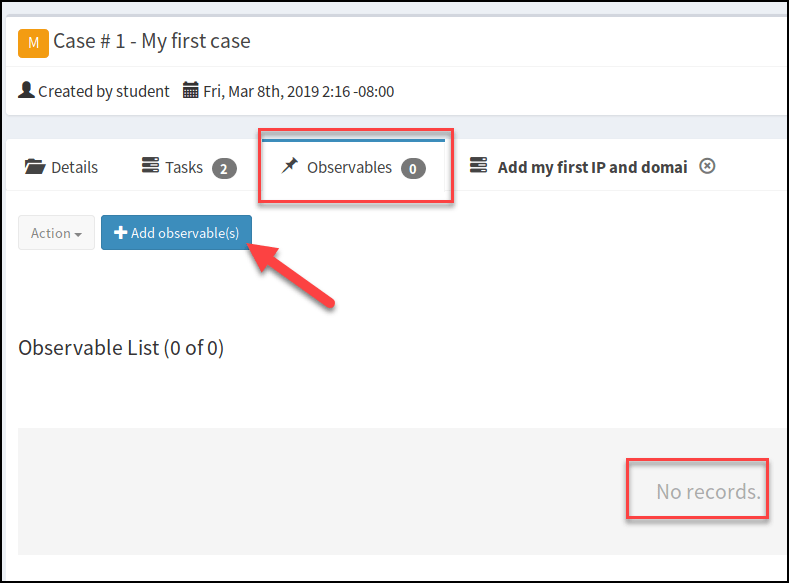 M Case # 1 - My first case
Created by student Fri, Mar 8th, 2019 2:16 -08:00
Details Tasks 2 Observables 0 Add my first IP and domai
Action Add observable(s)
Observable List (0 of 0)
No records.